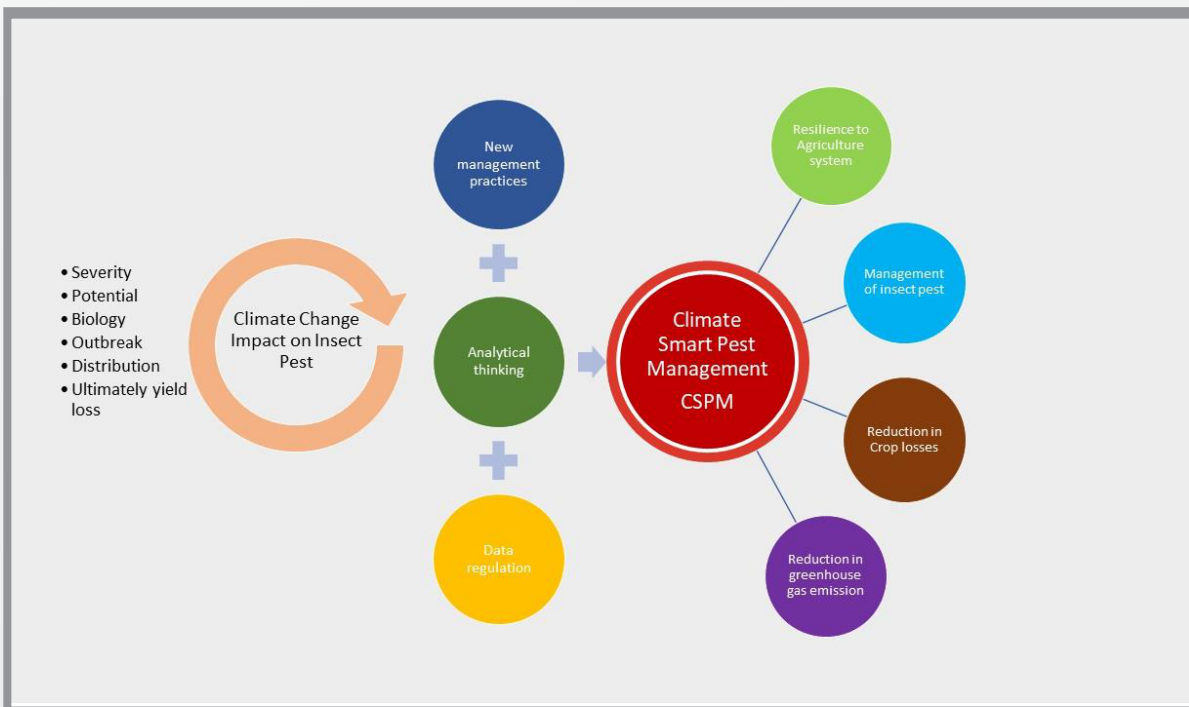 • Severity
• Potential
• Biology
• Outbreak
• Distribution
• Ultimately yield
loss
Climate Change
Impact on Insect
Pest
New
management
practices
Analytical
thinking
Data
regulation
Climate
Smart Pest
Management
CSPM
Resilience to
Agriculture
system
Management
of insect pest
Reduction in
Crop losses
Reduction in
greenhouse
gas emission